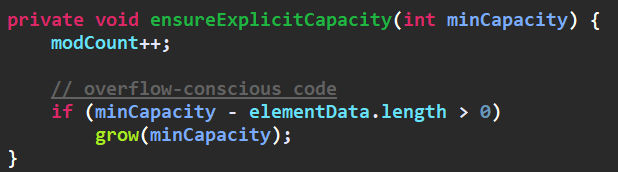 private void ensureExplicitCapacity(int minCapacity) {
    modCount++;

    // overflow-conscious code
    if (minCapacity - elementData.length > 0)
        grow(minCapacity);
}